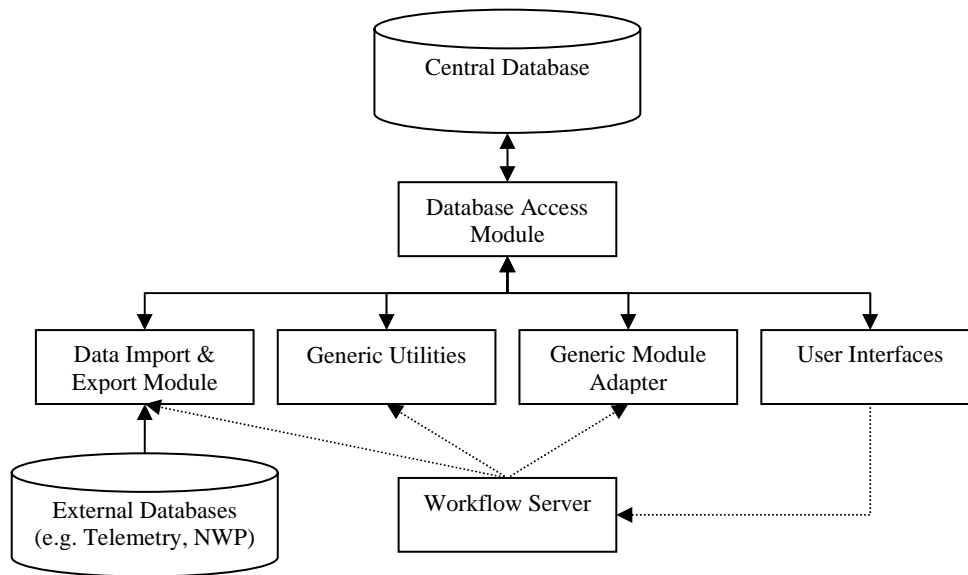 Central Database
Database Access
Module
Data Import &
Export Module
Generic Utilities
Generic Module
Adapter
User Interfaces
External Databases
(e.g. Telemetry, NWP)
Workflow Server